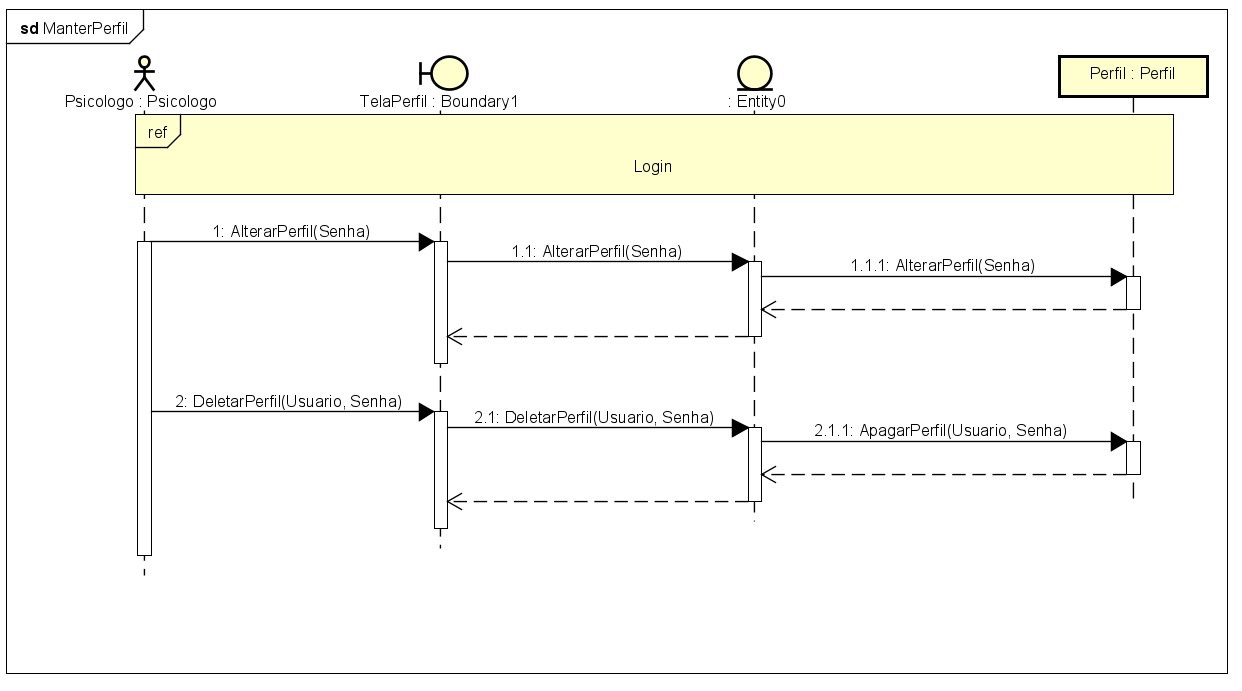 sd ManterPerfil
Psicologo : Psicologo
TelaPerfil : Boundary1
: Entity0
Perfil : Perfil
ref
Login
1: AlterarPerfil(Senha)
1.1: AlterarPerfil(Senha)
1.1.1: AlterarPerfil(Senha)
2: DeletarPerfil(Usuario, Senha)
2.1: DeletarPerfil(Usuario, Senha)
2.1.1: ApagarPerfil(Usuario, Senha)